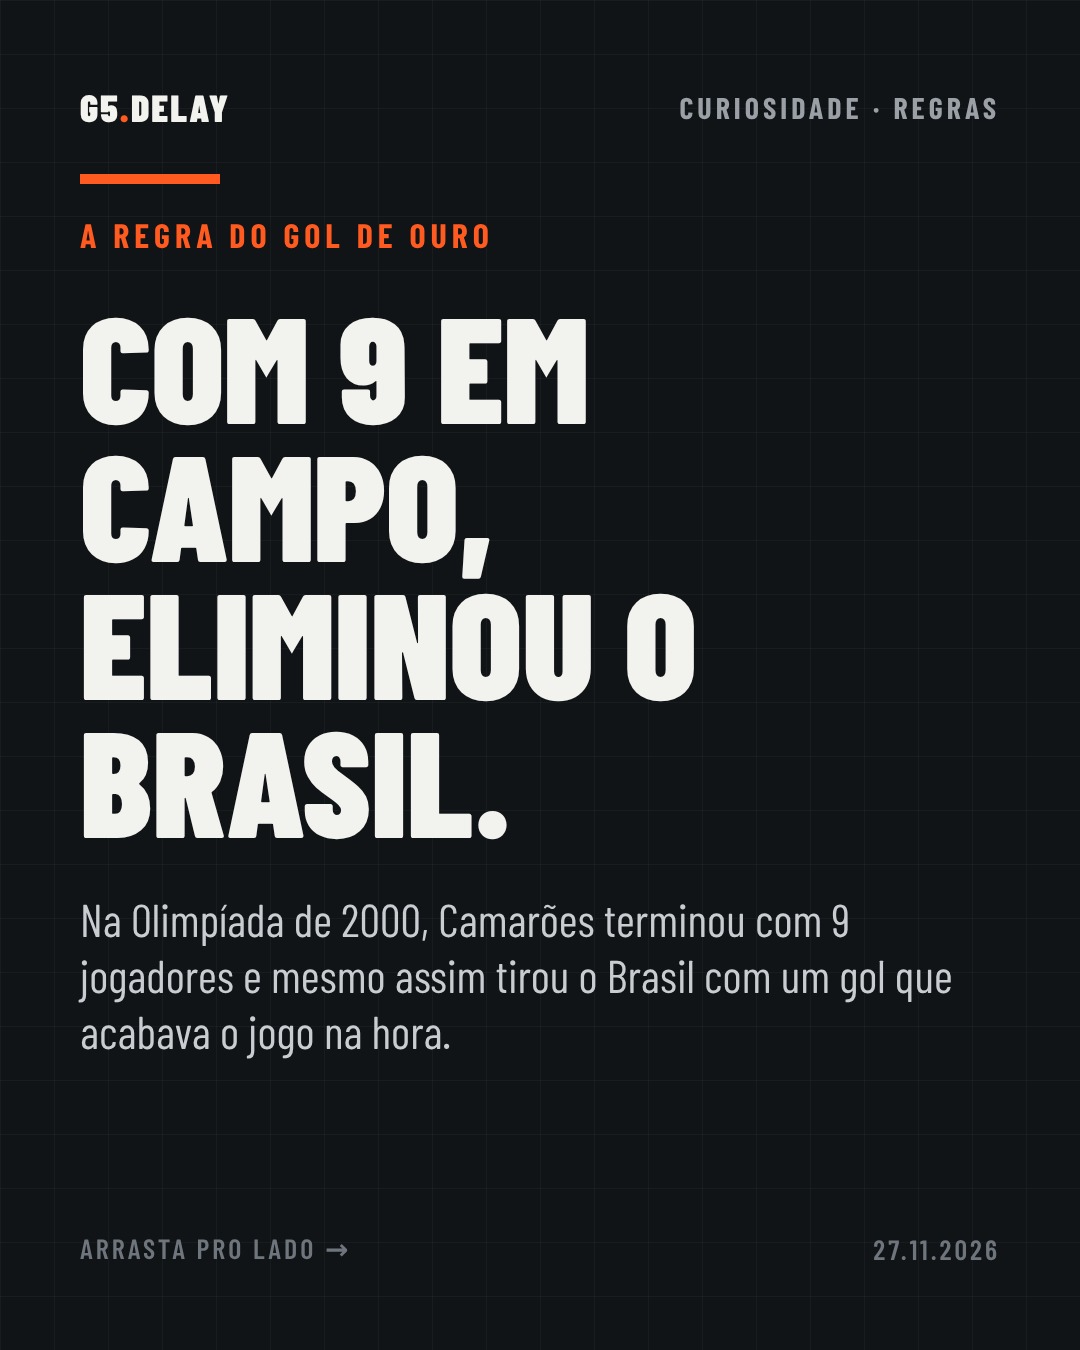 G5.DELAY
CURIOSIDADE · REGRAS
A REGRA DO GOL DE OURO
COM 9 EM
CAMPO,
ELIMINOU O
BRASIL.
Na Olimpíada de 2000, Camarões terminou com 9
jogadores e mesmo assim tirou o Brasil com um gol que
acabava o jogo na hora.
ARRASTA PRO LADO →
27.11.2026